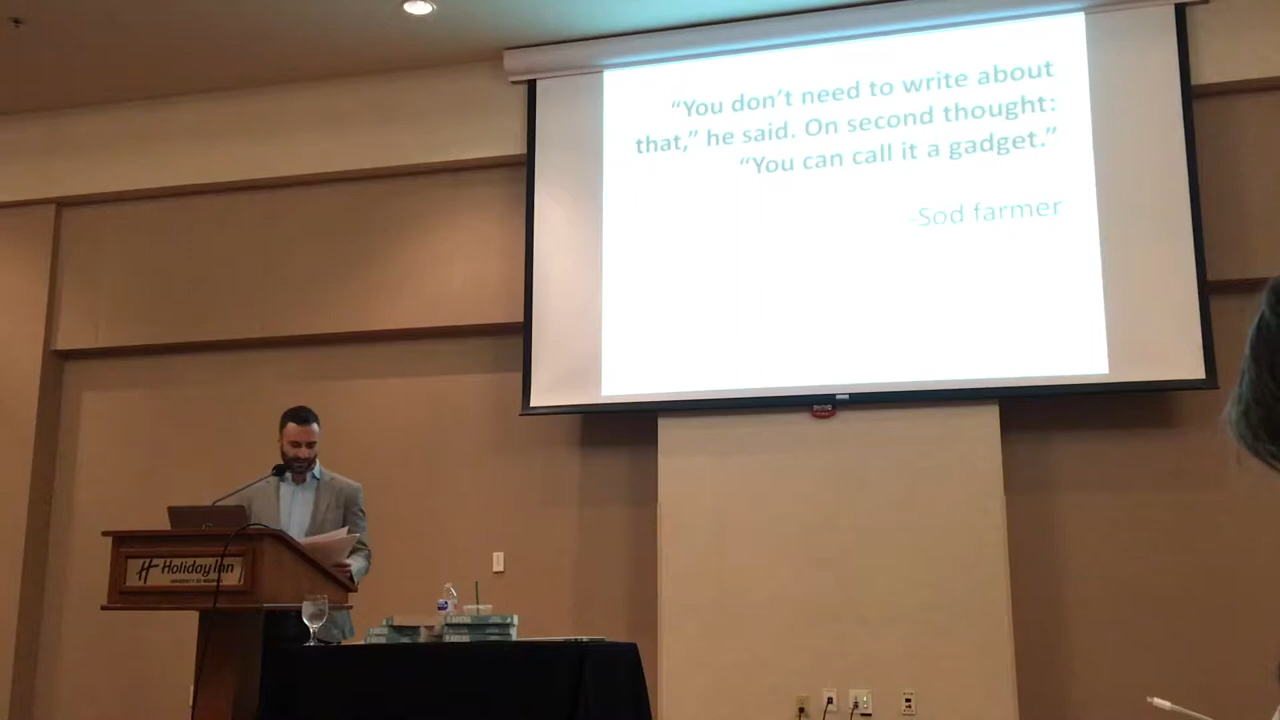 “You don’t need to write about
that,” he said. On second thought:
“You can call it a gadget.”
-Sod farmer
Holiday Inn